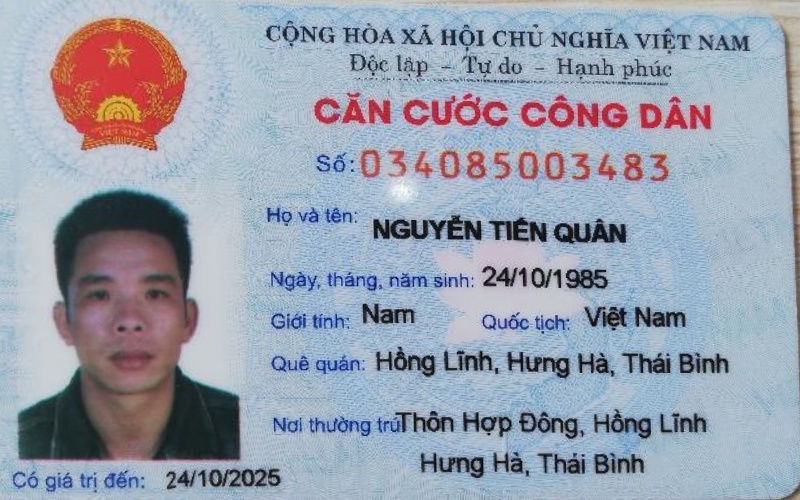 CỘNG HÒA XÃ HỘI CHỦ NGHĨA VIỆT NAM
Độc lập - Tự do - Hạnh phúc
CĂN CƯỚC CÔNG DÂN
Số: 034085003483
Họ và tên: NGUYỄN TIẾN QUÂN
Ngày, tháng, năm sinh: 24/10/1985
Giới tính: Nam Quốc tịch: Việt Nam
Quê quán: Hồng Lĩnh, Hưng Hà, Thái Bình
Nơi thường trú: Thôn Hợp Đông, Hồng Lĩnh
Hưng Hà, Thái Bình
Có giá trị đến: 24/10/2025
VIỆT NAM